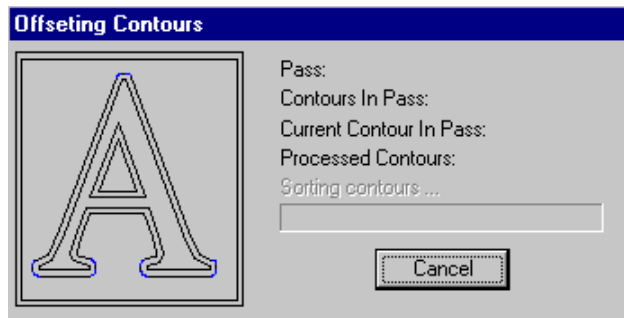 Offseting Contours
A
Pass:
Contours In Pass:
Current Contour In Pass:
Processed Contours:
Sorting contours ...
Cancel